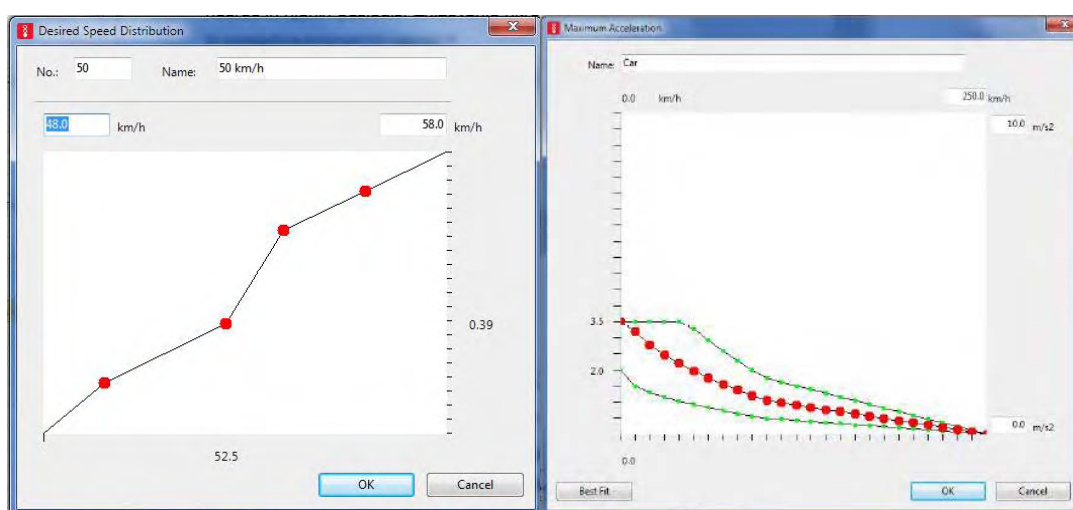 Desired Speed Distribution
No.: 50 Name: 50 km/h
48.0 km/h 58.0 km/h
0.39
52.5
OK Cancel
Maximum Acceleration
Name: Car
0.0 km/h 250.0 km/h
10.0 m/s2
3.5
2.0
0.0 m/s2
0.0
Best Fit OK Cancel